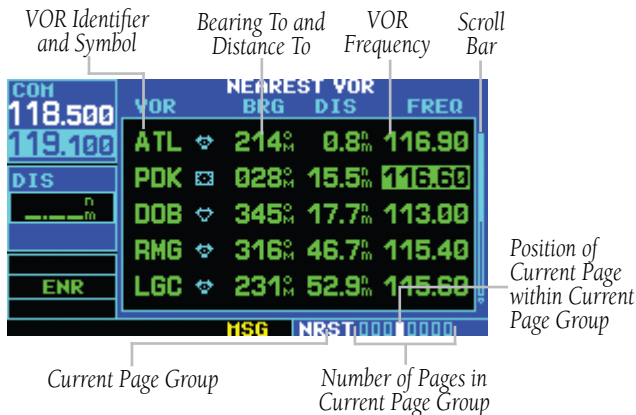 VOR Identifier and Symbol
Bearing To and Distance To
VOR Frequency
Scroll Bar
COM
118.500
119.100
DIS
_._ _ nm
ENR
NEAREST VOR
VOR BRG DIS FREQ
ATL 214°M 0.8nm 116.90
PDK 028°M 15.5nm 116.60
DOB 345°M 17.7nm 113.00
RMG 316°M 46.7nm 115.40
LGC 231°M 52.9nm 115.60
MSG NRST
Position of Current Page within Current Page Group
Current Page Group
Number of Pages in Current Page Group